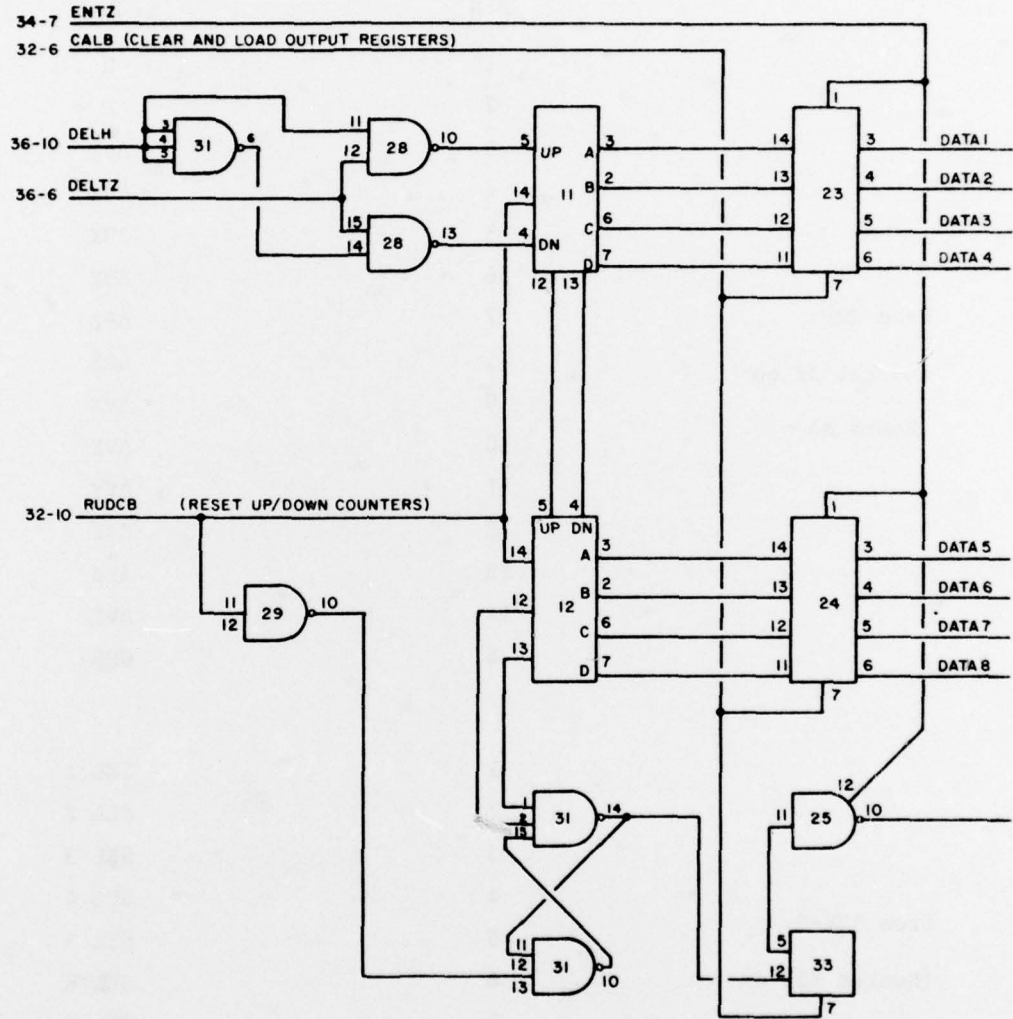 34-7 ENTZ
32-6 CALB (CLEAR AND LOAD OUTPUT REGISTERS)
36-10 DELH
3
4
5
31
6
11
12
28
10
36-6 DELTZ
15
14
28
13
5 UP
14
4 DN
11
A 3
B 2
C 6
D 7
12 13
1
14
13
12
11
23
3 DATA 1
4 DATA 2
5 DATA 3
6 DATA 4
7
32-10 RUDCB (RESET UP/DOWN COUNTERS)
11
12
29
10
5 4
UP DN
14
12
13
12
A 3
B 2
C 6
D 7
1
14
13
12
11
24
3 DATA 5
4 DATA 6
5 DATA 7
6 DATA 8
7
1
2
15
31
14
11
12
13
31
10
12
11
25
10
5
12
33
7